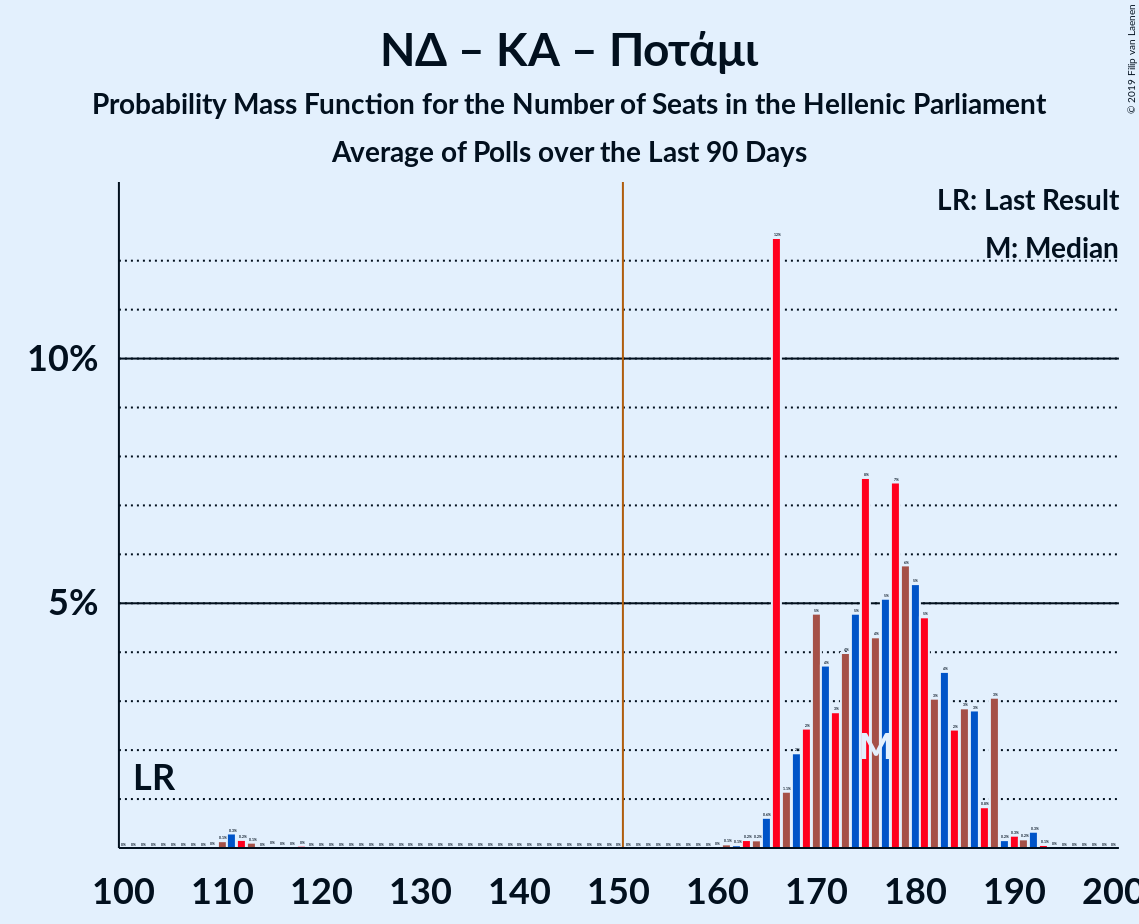 ΝΔ – ΚΑ – Ποτάμι
Probability Mass Function for the Number of Seats in the Hellenic Parliament
Average of Polls over the Last 90 Days
© 2019 Filip van Laenen
LR: Last Result
M: Median
10%
5%
LR
M
100 110 120 130 140 150 160 170 180 190 200